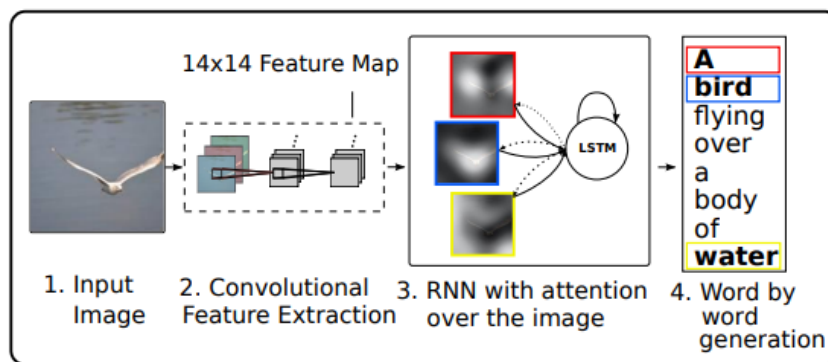 14x14 Feature Map
LSTM
A
bird
flying
over
a
body
of
water
1. Input
Image
2. Convolutional
Feature Extraction
3. RNN with attention
over the image
4. Word by
word
generation